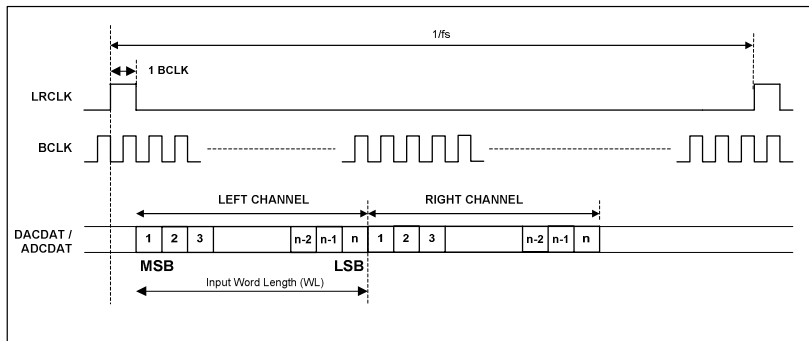 1/fs
1 BCLK
LRCLK
BCLK
LEFT CHANNEL RIGHT CHANNEL
DACDAT /
ADCDAT
1 2 3 n-2 n-1 n 1 2 3 n-2 n-1 n
MSB LSB
Input Word Length (WL)